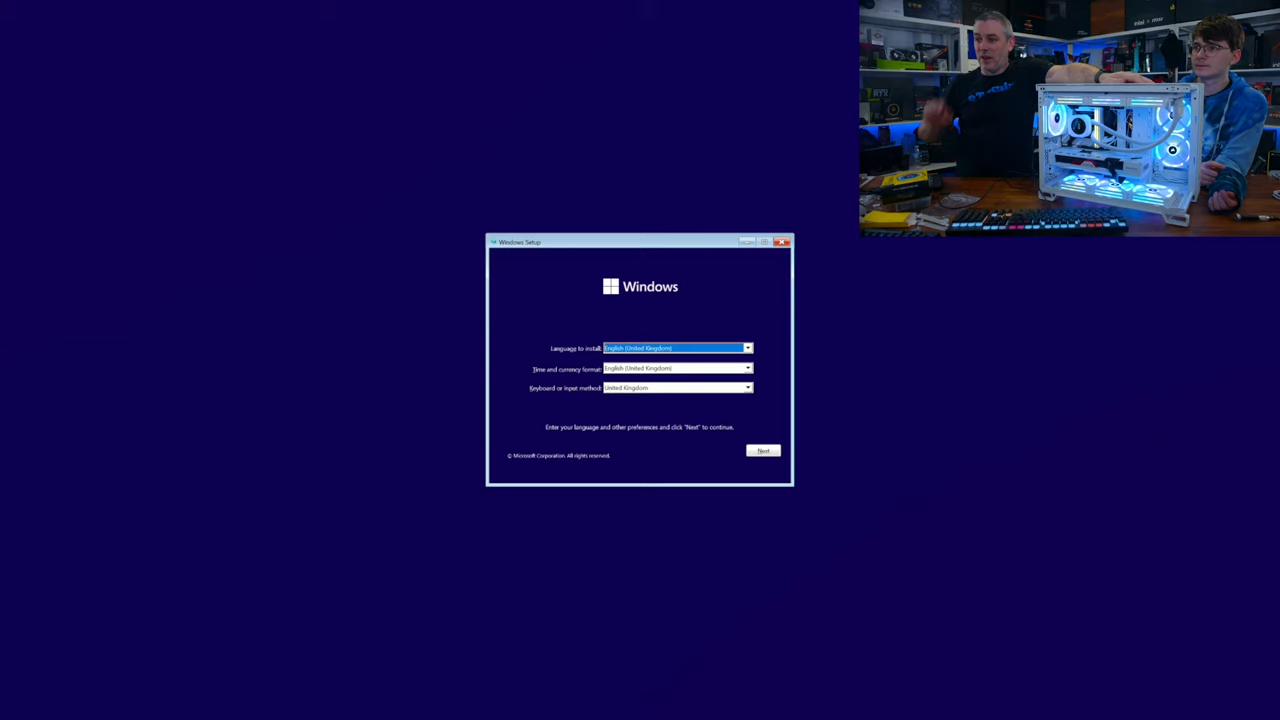 Windows Setup
Windows
Language to install: English (United Kingdom)
Time and currency format: English (United Kingdom)
Keyboard or input method: United Kingdom
Enter your language and other preferences and click "Next" to continue.
Next
© Microsoft Corporation. All rights reserved.